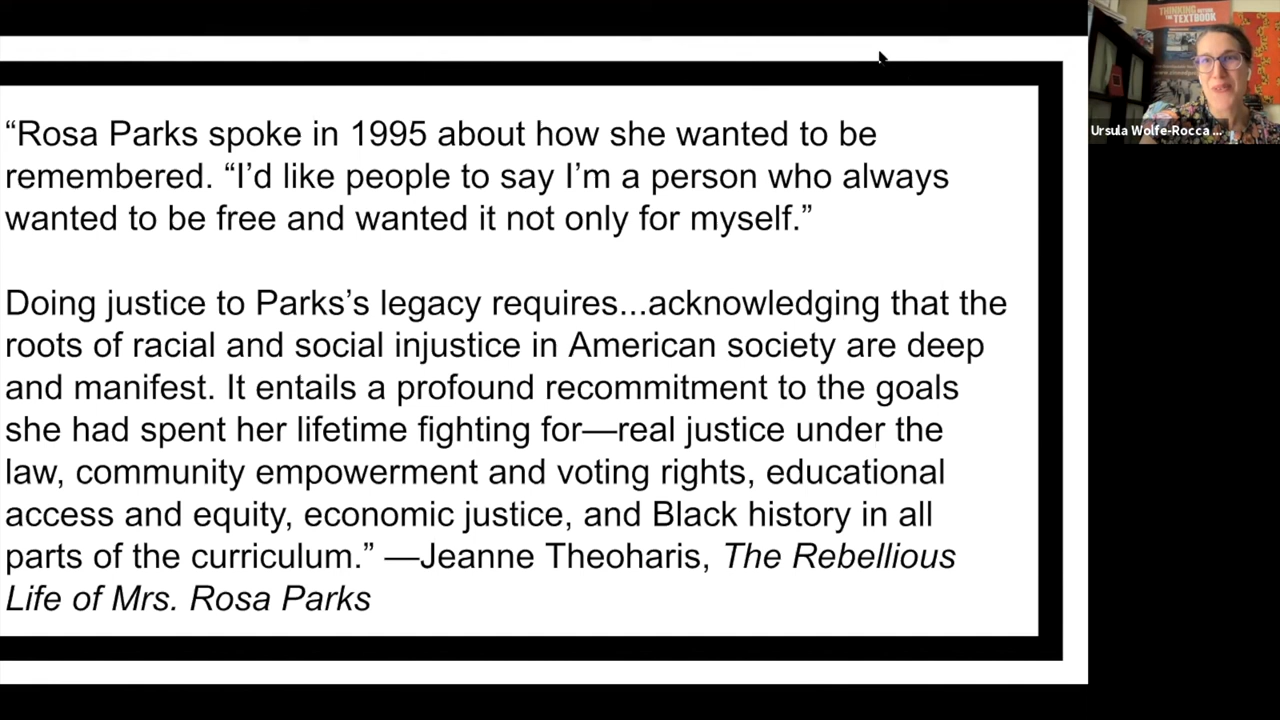 “Rosa Parks spoke in 1995 about how she wanted to be
remembered. “I’d like people to say I’m a person who always
wanted to be free and wanted it not only for myself.”
Doing justice to Parks’s legacy requires...acknowledging that the
roots of racial and social injustice in American society are deep
and manifest. It entails a profound recommitment to the goals
she had spent her lifetime fighting for—real justice under the
law, community empowerment and voting rights, educational
access and equity, economic justice, and Black history in all
parts of the curriculum.” —Jeanne Theoharis, The Rebellious
Life of Mrs. Rosa Parks
THINKING
THE TEXTBOOK
Ursula Wolfe-Rocca ...